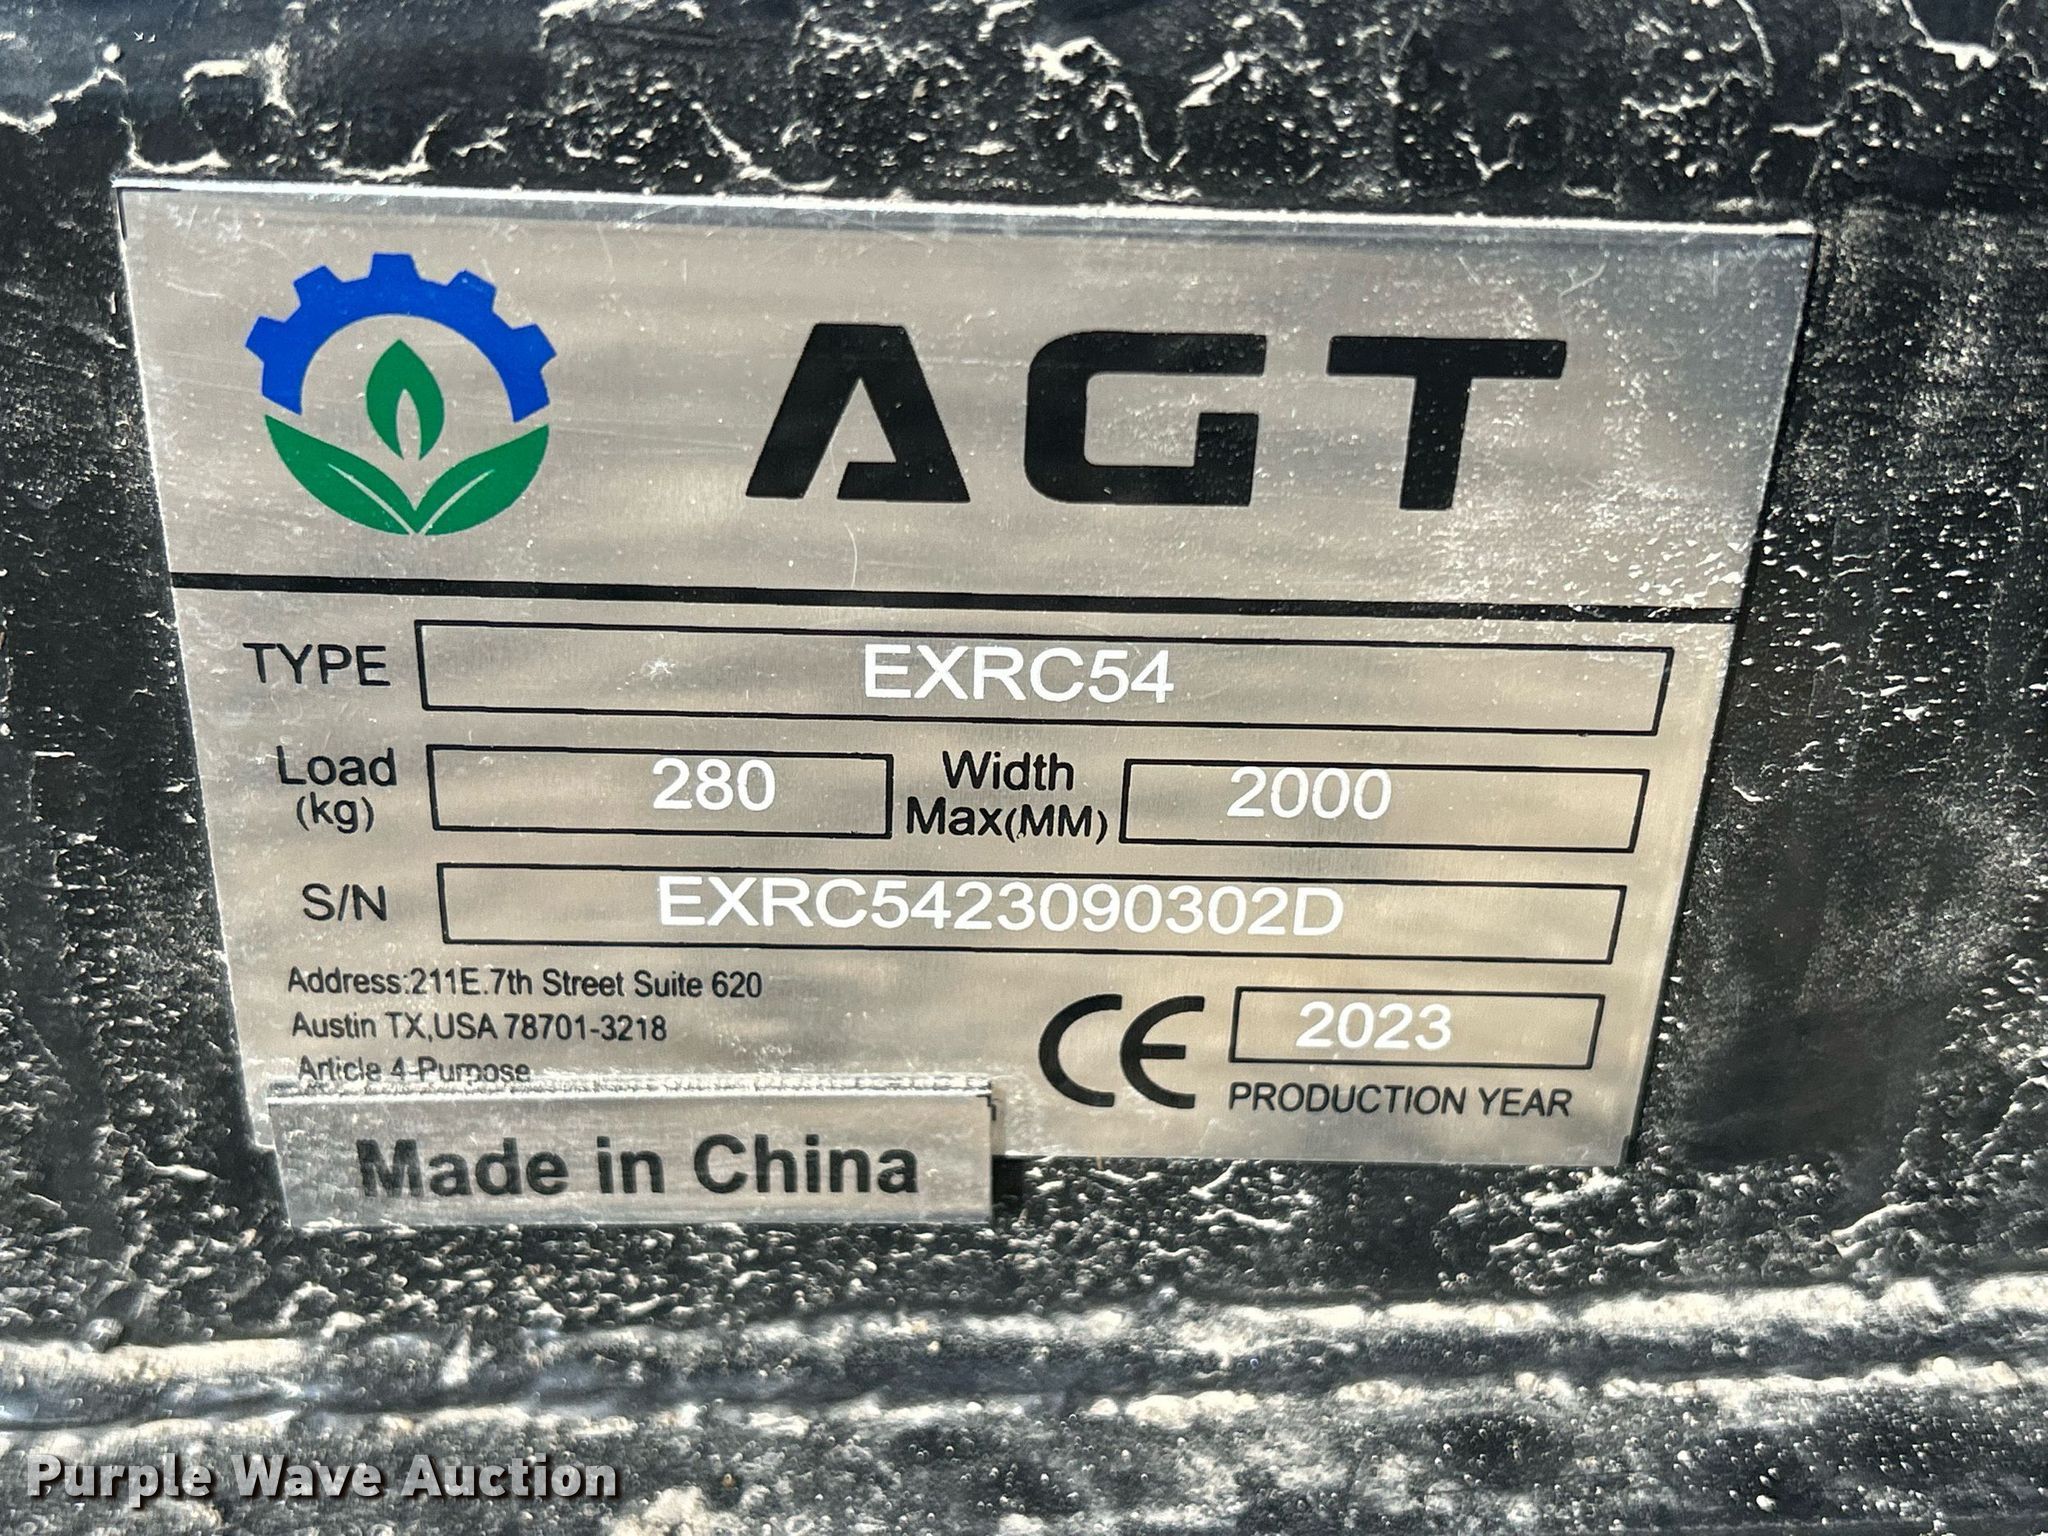 AGT
TYPE EXRC54
Load (kg) 280 Width Max(MM) 2000
S/N EXRC5423090302D
Address:211E.7th Street Suite 620
Austin TX,USA 78701-3218
Article 4-Purpose
CE 2023
PRODUCTION YEAR
Made in China
Purple Wave Auction